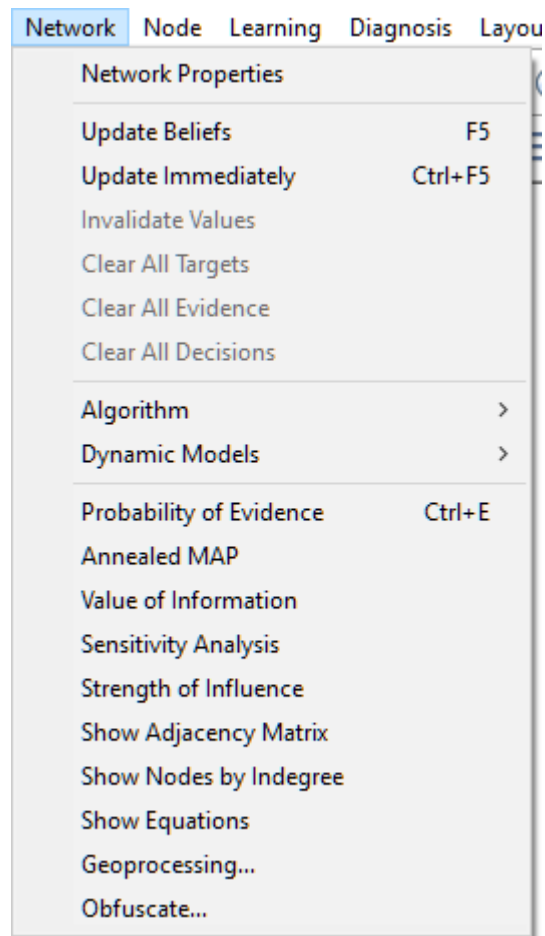 Network Node Learning Diagnosis Layou
Network Properties
Update Beliefs F5
Update Immediately Ctrl+F5
Invalidate Values
Clear All Targets
Clear All Evidence
Clear All Decisions
Algorithm
Dynamic Models
Probability of Evidence Ctrl+E
Annealed MAP
Value of Information
Sensitivity Analysis
Strength of Influence
Show Adjacency Matrix
Show Nodes by Indegree
Show Equations
Geoprocessing...
Obfuscate...